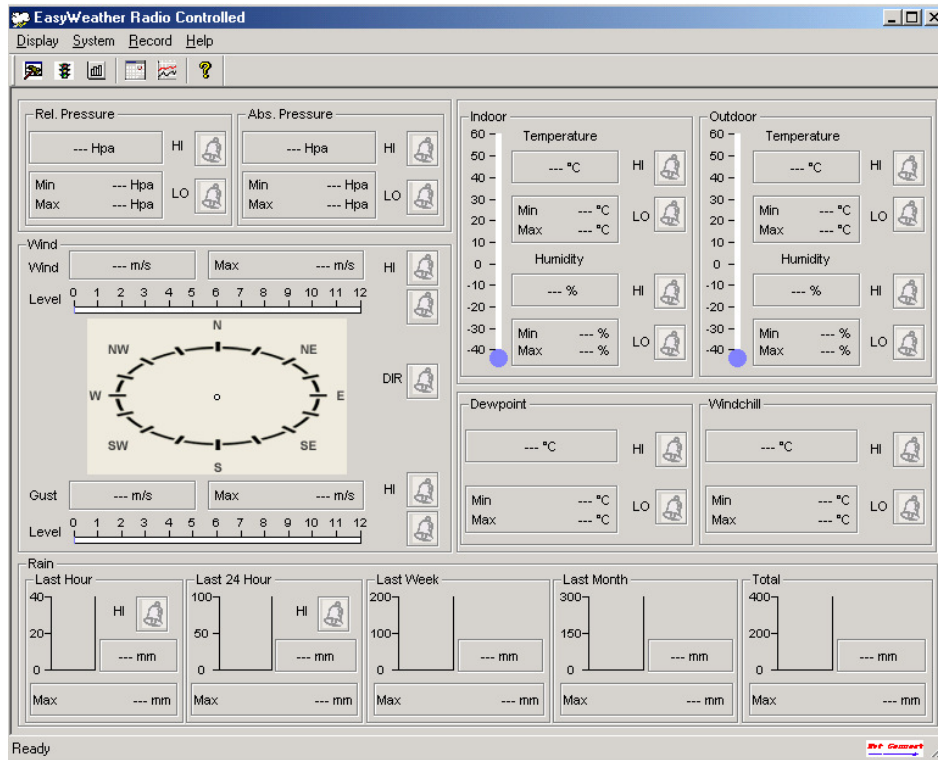 EasyWeather Radio Controlled
Display System Record Help
Rel. Pressure
--- Hpa
HI
Min --- Hpa
Max --- Hpa
LO
Abs. Pressure
--- Hpa
HI
Min --- Hpa
Max --- Hpa
LO
Wind
Wind --- m/s Max --- m/s HI
Level 0 1 2 3 4 5 6 7 8 9 10 11 12
N
NW NE
W E
SW SE
S
DIR
Gust --- m/s Max --- m/s HI
Level 0 1 2 3 4 5 6 7 8 9 10 11 12
Indoor
60
50
40
30
20
10
0
-10
-20
-30
-40
Temperature
--- °C
HI
Min --- °C
Max --- °C
LO
Humidity
--- %
HI
Min --- %
Max --- %
LO
Outdoor
60
50
40
30
20
10
0
-10
-20
-30
-40
Temperature
--- °C
HI
Min --- °C
Max --- °C
LO
Humidity
--- %
HI
Min --- %
Max --- %
LO
Dewpoint
--- °C
HI
Min --- °C
Max --- °C
LO
Windchill
--- °C
HI
Min --- °C
Max --- °C
LO
Rain
Last Hour
40
20
0
HI
--- mm
Max --- mm
Last 24 Hour
100
50
0
HI
--- mm
Max --- mm
Last Week
200
100
0
--- mm
Max --- mm
Last Month
300
150
0
--- mm
Max --- mm
Total
400
200
0
--- mm
Max --- mm
Ready
Not Connect